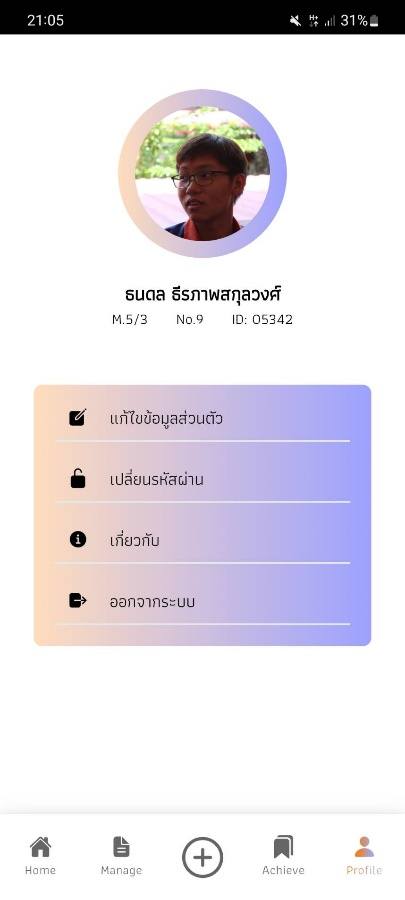 21:05 31%
ธนดล ธีรภาพสกุลวงศ์
M.5/3 No.9 ID: 05342
แก้ไขข้อมูลส่วนตัว
เปลี่ยนรหัสผ่าน
เกี่ยวกับ
ออกจากระบบ
Home Manage Achieve Profile